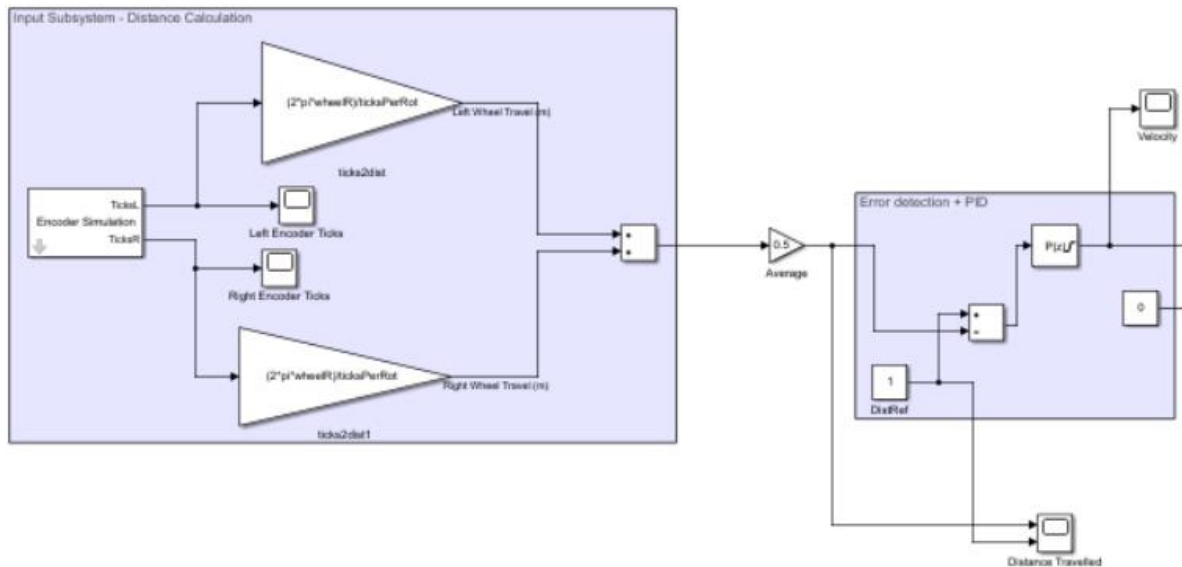 Input Subsystem - Distance Calculation
(2*pi*wheelR)/ticksPerRot
Left Wheel Travel (m)
ticks2dist
TicksL
Encoder Simulation
TicksR
Left Encoder Ticks
Right Encoder Ticks
(2*pi*wheelR)/ticksPerRot
Right Wheel Travel (m)
ticks2dist1
+
+
0.5
Average
Velocity
Error detection + PID
P(z)
0
+
-
1
DistRef
Distance Travelled